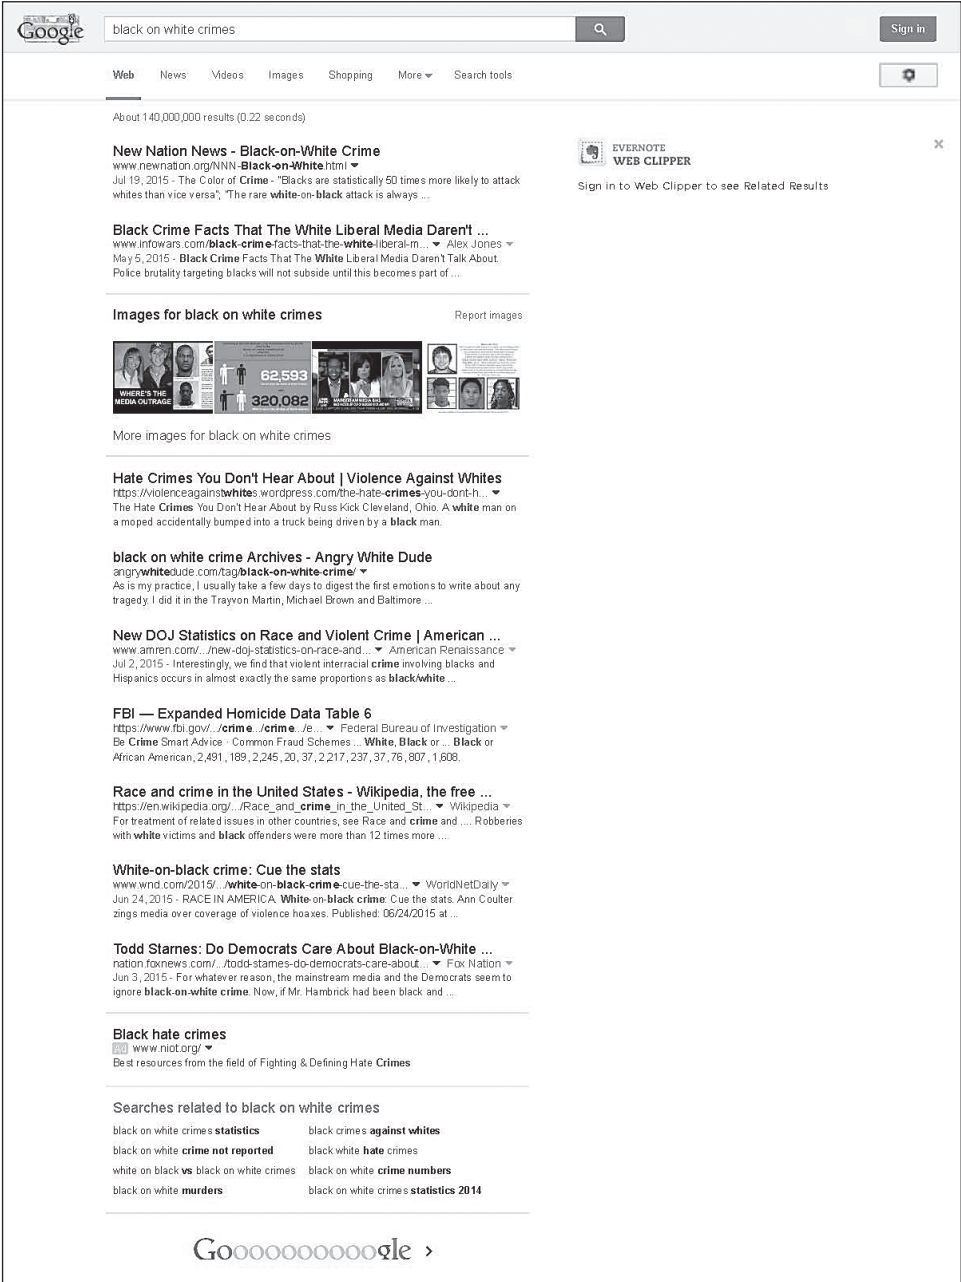 Google
black on white crimes
Sign in
Web News Videos Images Shopping More Search tools
About 140,000,000 results (0.22 seconds)
EVERNOTE
WEB CLIPPER
Sign in to Web Clipper to see Related Results
New Nation News - Black-on-White Crime
www.newnation.org/NNN-Black-on-White.html
Jul 19, 2015 - The Color of Crime - "Blacks are statistically 50 times more likely to attack
whites than vice versa"; "The rare white-on-black attack is always ...
Black Crime Facts That The White Liberal Media Daren't ...
www.infowars.com/black-crime-facts-that-the-white-liberal-m... Alex Jones
May 5, 2015 - Black Crime Facts That The White Liberal Media Daren't Talk About.
Police brutality targeting blacks will not subside until this becomes part of ...
Images for black on white crimes
Report images
WHERE'S THE
MEDIA OUTRAGE
62,593
320,082
MAINSTREAM MEDIA BIAS
More images for black on white crimes
Hate Crimes You Don't Hear About | Violence Against Whites
https://violenceagainstwhites.wordpress.com/the-hate-crimes-you-dont-h...
The Hate Crimes You Don't Hear About by Russ Kick Cleveland, Ohio. A white man on
a moped accidentally bumped into a truck being driven by a black man.
black on white crime Archives - Angry White Dude
angrywhitedude.com/tag/black-on-white-crime/
As is my practice, I usually take a few days to digest the first emotions to write about any
tragedy. I did it in the Trayvon Martin, Michael Brown and Baltimore ...
New DOJ Statistics on Race and Violent Crime | American ...
www.amren.com/.../new-doj-statistics-on-race-and... American Renaissance
Jul 2, 2015 - Interestingly, we find that violent interracial crime involving blacks and
Hispanics occurs in almost exactly the same proportions as black/white ...
FBI — Expanded Homicide Data Table 6
https://www.fbi.gov/.../crime.../crime.../e... Federal Bureau of Investigation
Be Crime Smart Advice · Common Fraud Schemes ... White, Black or ... Black or
African American, 2,491, 189, 2,245, 20, 37, 2,217, 237, 37, 76, 807, 1,608.
Race and crime in the United States - Wikipedia, the free ...
https://en.wikipedia.org/.../Race_and_crime_in_the_United_St... Wikipedia
For treatment of related issues in other countries, see Race and crime and .... Robberies
with white victims and black offenders were more than 12 times more ...
White-on-black crime: Cue the stats
www.wnd.com/2015/.../white-on-black-crime-cue-the-sta... WorldNetDaily
Jun 24, 2015 - RACE IN AMERICA. White-on-black crime: Cue the stats. Ann Coulter
zings media over coverage of violence hoaxes. Published: 06/24/2015 at ...
Todd Starnes: Do Democrats Care About Black-on-White ...
nation.foxnews.com/.../todd-starnes-do-democrats-care-about... Fox Nation
Jun 3, 2015 - For whatever reason, the mainstream media and the Democrats seem to
ignore black-on-white crime. Now, if Mr. Hambrick had been black and ...
Black hate crimes
Ad www.niot.org/
Best resources from the field of Fighting & Defining Hate Crimes
Searches related to black on white crimes
black on white crimes statistics black crimes against whites
black on white crime not reported black white hate crimes
white on black vs black on white crimes black on white crime numbers
black on white murders black on white crimes statistics 2014
Goooooooooogle